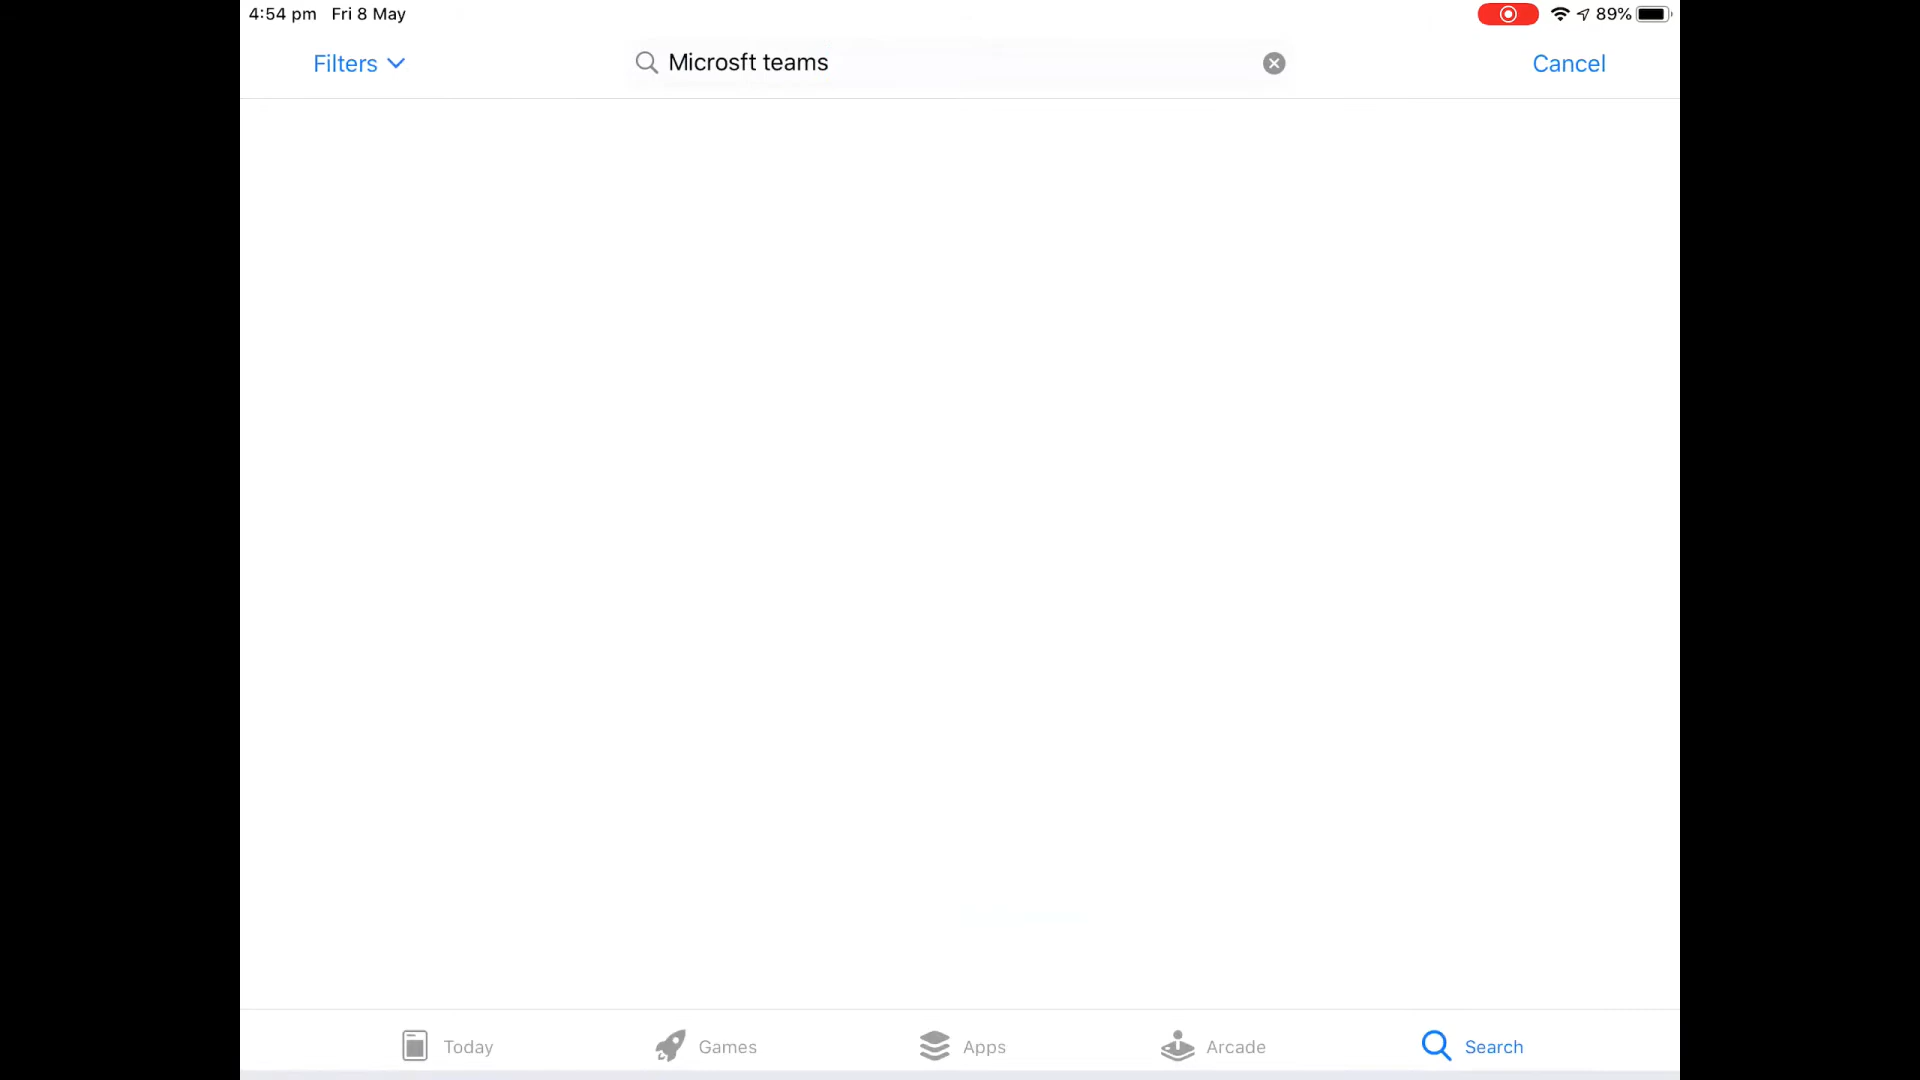 4:54 pm Fri 8 May 89%
Filters Microsft teams Cancel
Today Games Apps Arcade Search